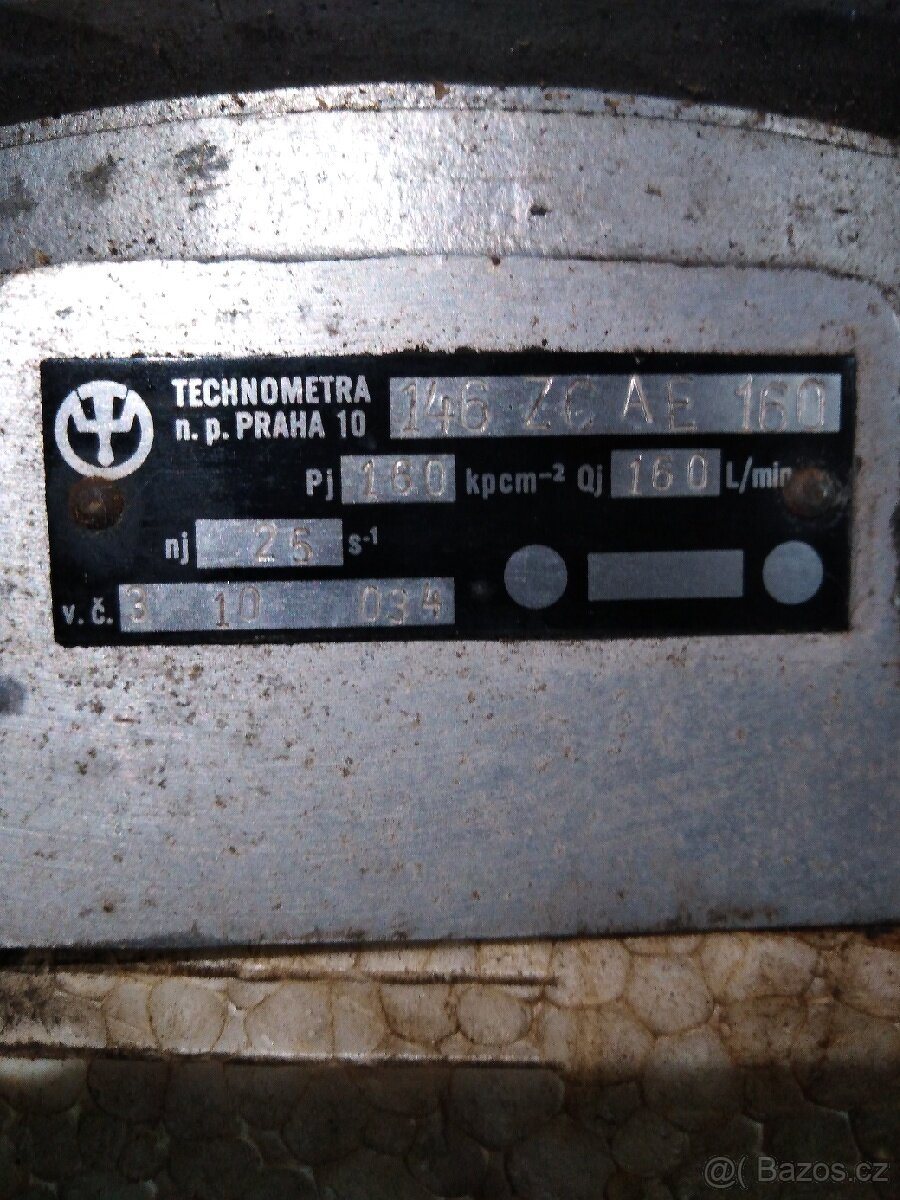 TECHNOMETRA 146 ZC AE 160
n. p. PRAHA 10
Pj 160 kpcm-² Qj 160 L/min
nj 25 s-¹
v. č. 3 10 034
@( Bazos.cz